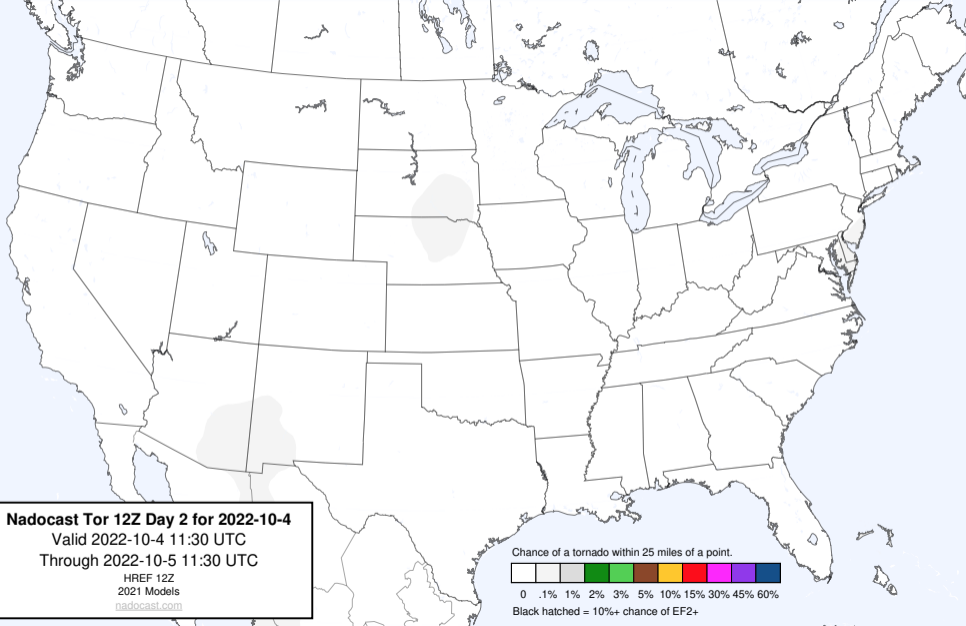 Nadocast Tor 12Z Day 2 for 2022-10-4
Valid 2022-10-4 11:30 UTC
Through 2022-10-5 11:30 UTC
HREF 12Z
2021 Models
nadocast.com
Chance of a tornado within 25 miles of a point.
0 .1% 1% 2% 3% 5% 10% 15% 30% 45% 60%
Black hatched = 10%+ chance of EF2+